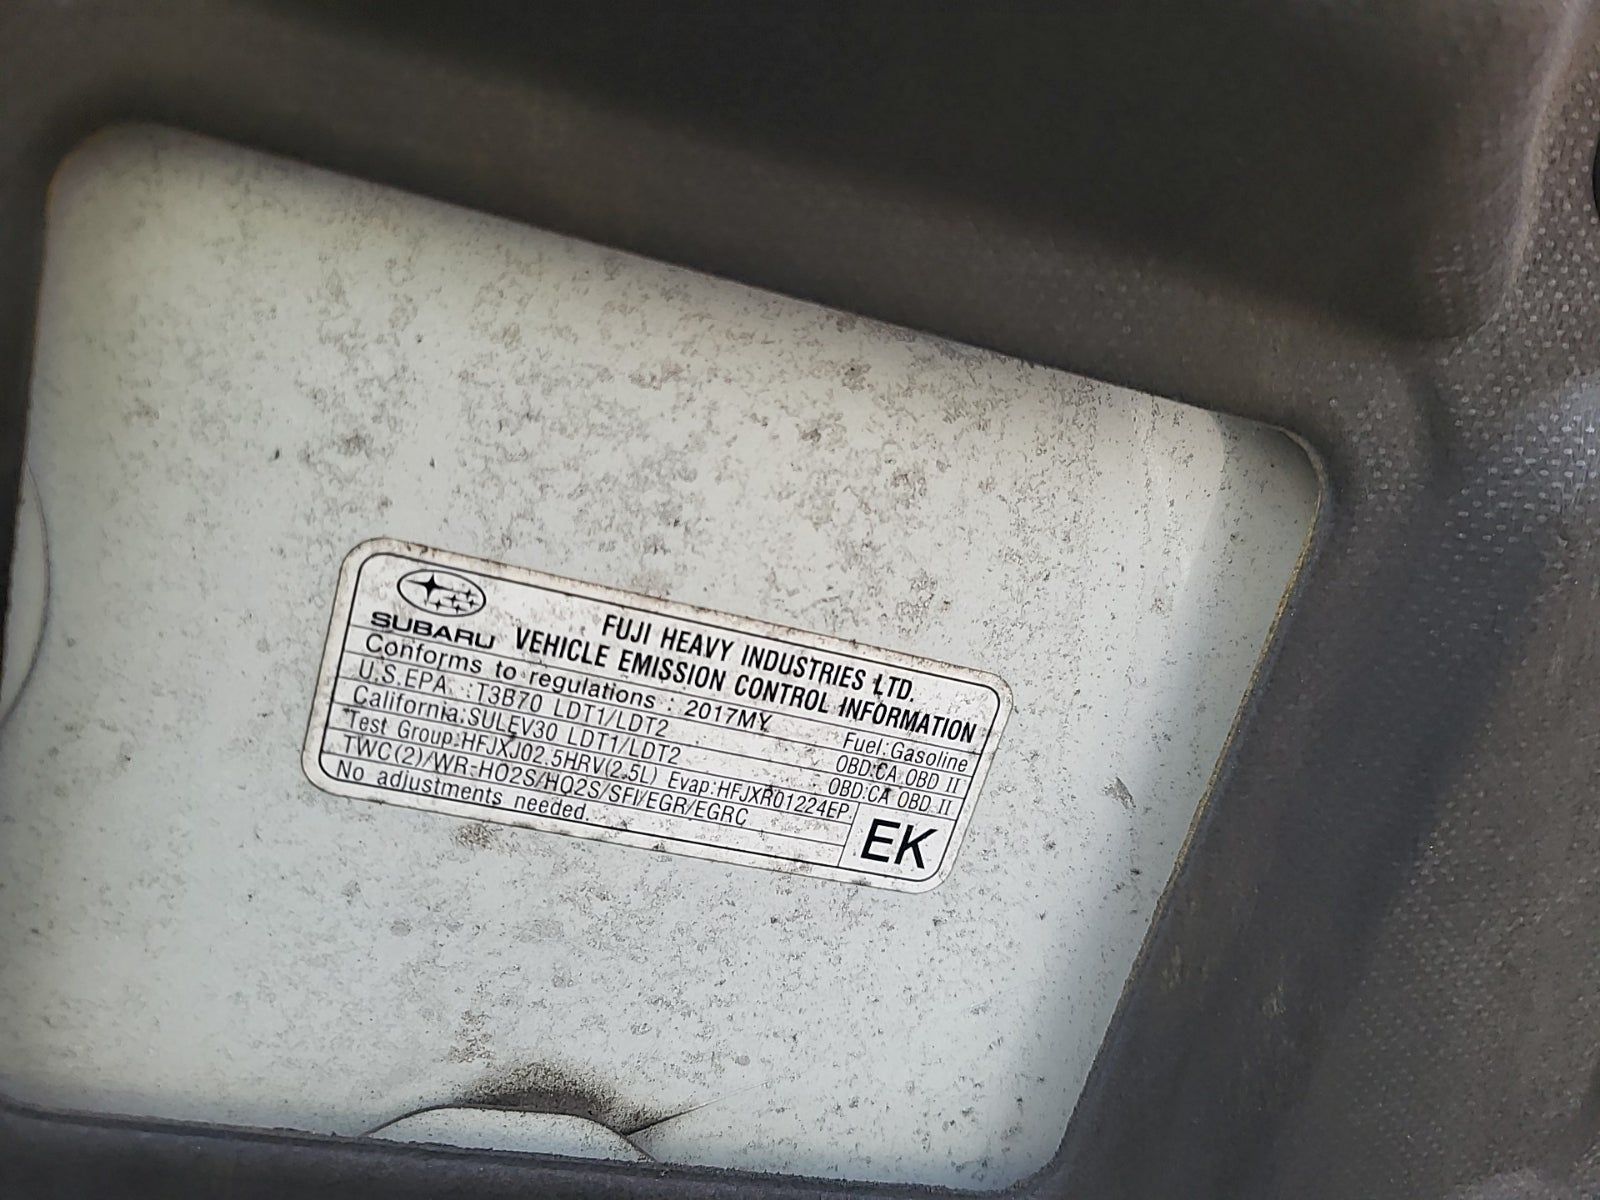 SUBARU
FUJI HEAVY INDUSTRIES LTD.
VEHICLE EMISSION CONTROL INFORMATION
Conforms to regulations : 2017MY Fuel:Gasoline
U.S.EPA :T3B70 LDT1/LDT2 OBD:CA OBD II
California:SULEV30 LDT1/LDT2 OBD:CA OBD II
Test Group:HFJXJ02.5HRV(2.5L) Evap:HFJXR01224EP
TWC(2)/WR-HO2S/HO2S/SFI/EGR/EGRC
No adjustments needed.
EK